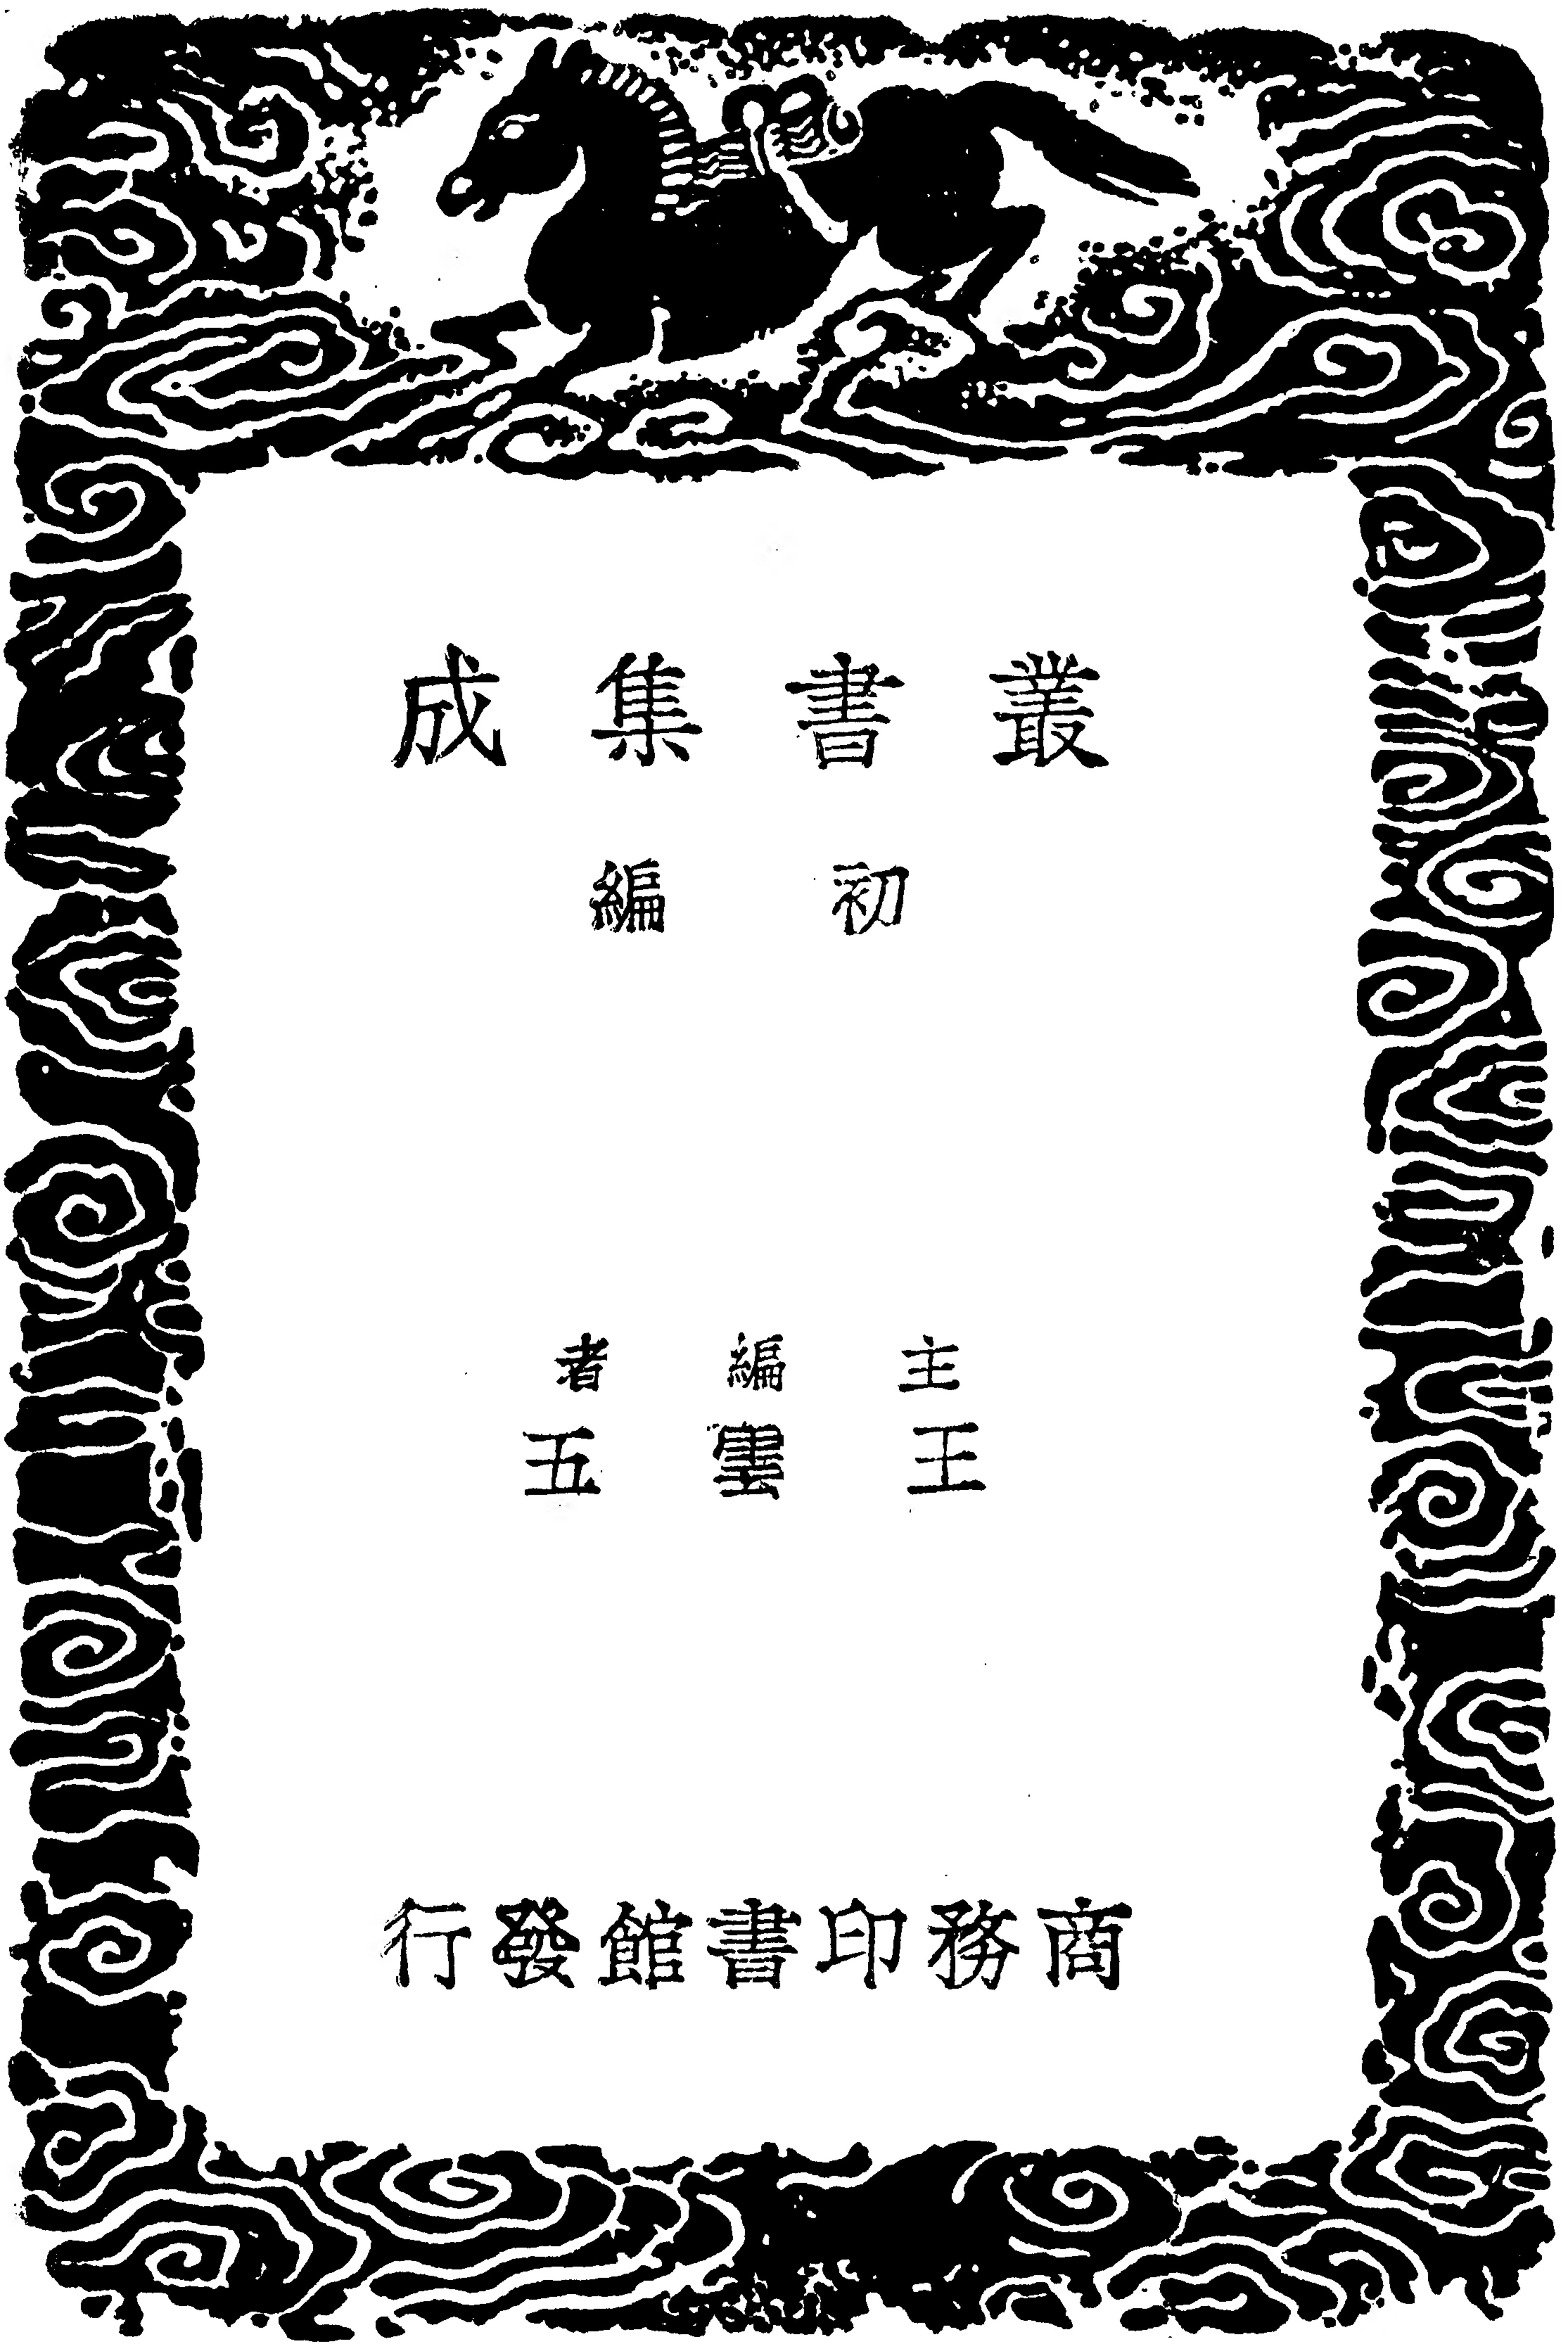 叢書集成
初編
主編者
王雲五
商務印書館發行